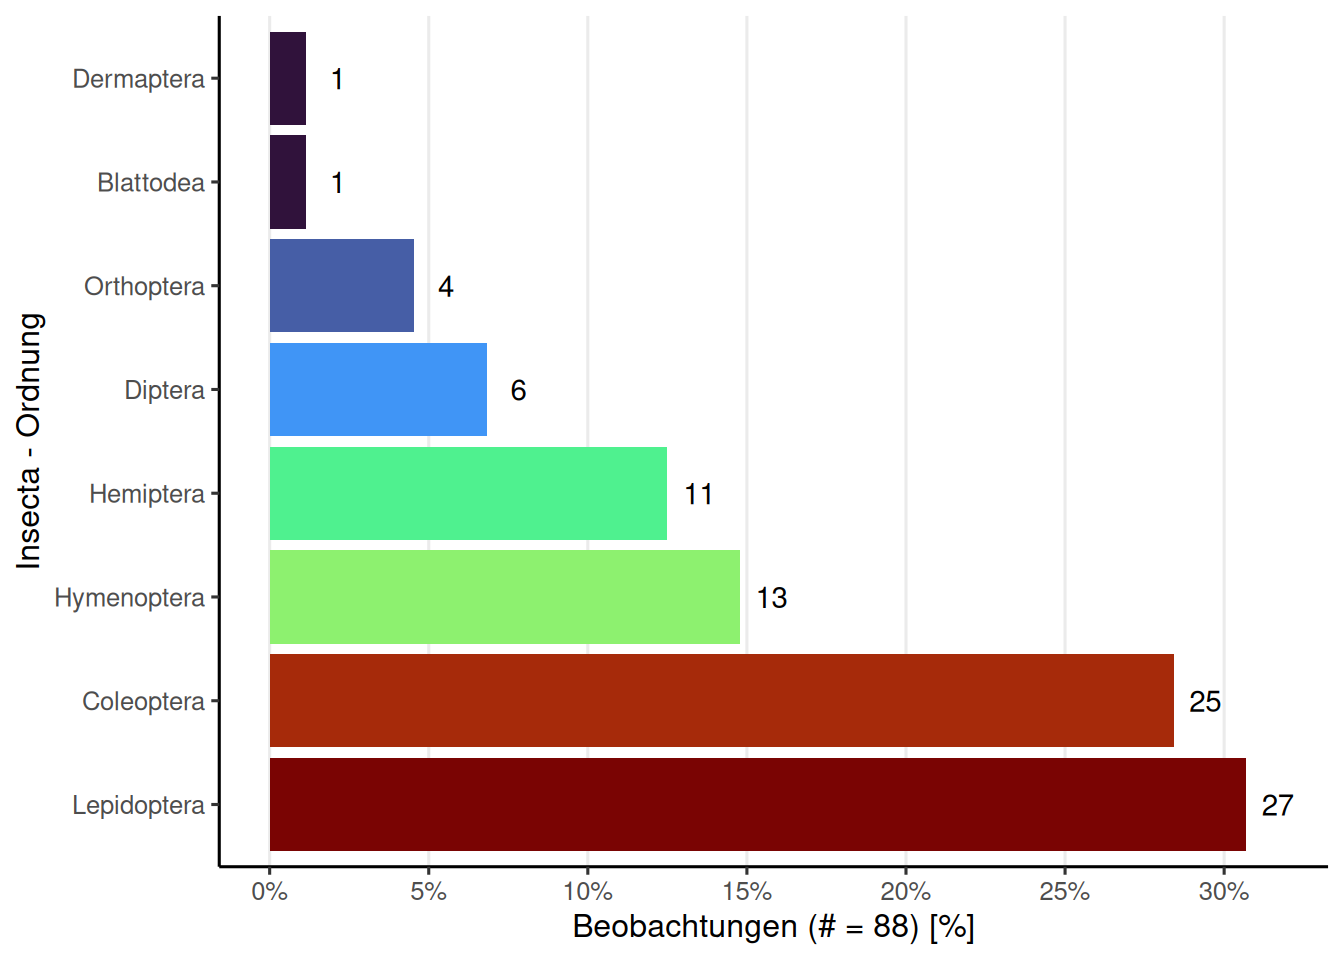 Insecta - Ordnung
Dermaptera 1
Blattodea 1
Orthoptera 4
Diptera 6
Hemiptera 11
Hymenoptera 13
Coleoptera 25
Lepidoptera 27
0% 5% 10% 15% 20% 25% 30%
Beobachtungen (# = 88) [%]